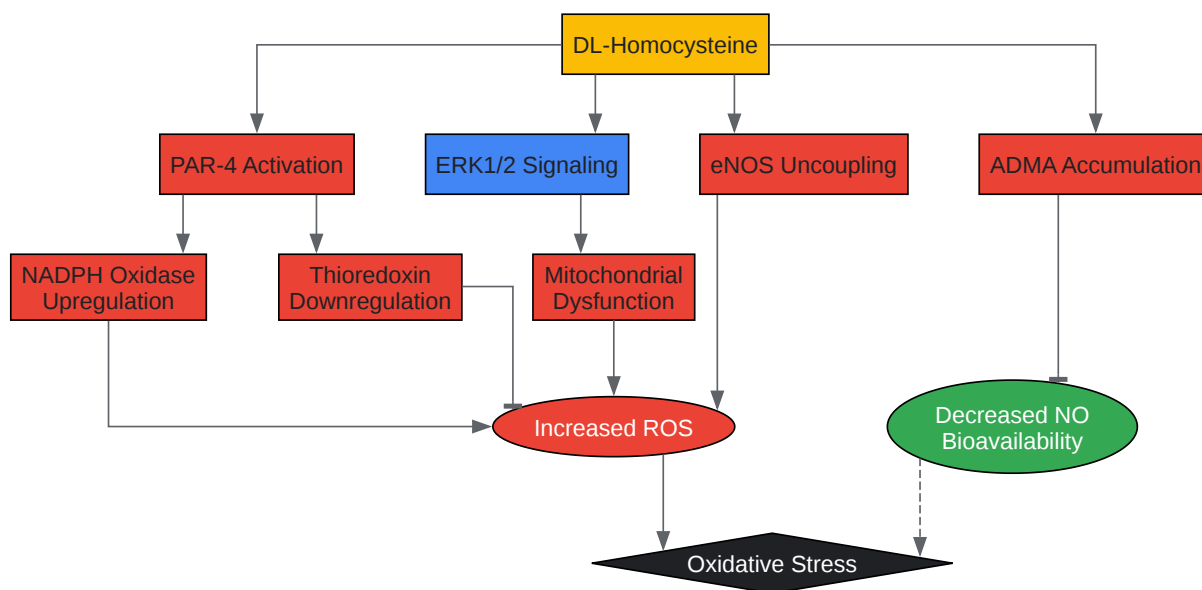 DL-Homocysteine
PAR-4 Activation
ERK1/2 Signaling
eNOS Uncoupling
ADMA Accumulation
NADPH Oxidase
Upregulation
Thioredoxin
Downregulation
Mitochondrial
Dysfunction
Increased ROS
Decreased NO
Bioavailability
Oxidative Stress